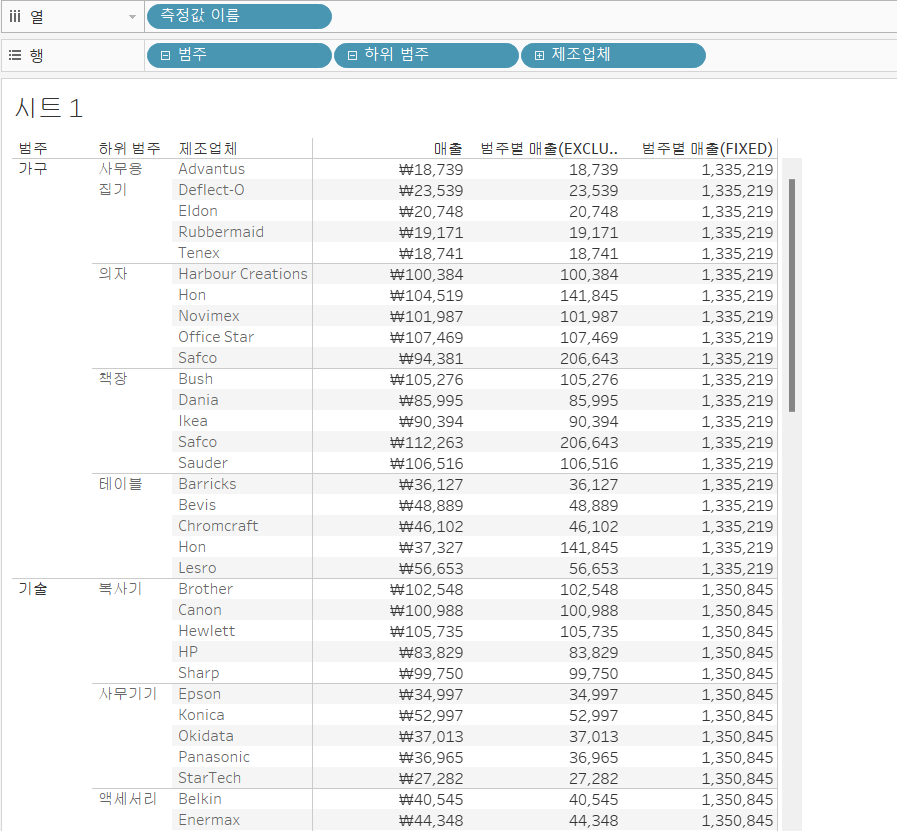 열 측정값 이름
행 범주 하위 범주 제조업체
시트 1
범주 하위 범주 제조업체 매출 범주별 매출(EXCLU.. 범주별 매출(FIXED)
가구 사무용 Advantus ₩18,739 18,739 1,335,219
집기 Deflect-O ₩23,539 23,539 1,335,219
Eldon ₩20,748 20,748 1,335,219
Rubbermaid ₩19,171 19,171 1,335,219
Tenex ₩18,741 18,741 1,335,219
의자 Harbour Creations ₩100,384 100,384 1,335,219
Hon ₩104,519 141,845 1,335,219
Novimex ₩101,987 101,987 1,335,219
Office Star ₩107,469 107,469 1,335,219
Safco ₩94,381 206,643 1,335,219
책장 Bush ₩105,276 105,276 1,335,219
Dania ₩85,995 85,995 1,335,219
Ikea ₩90,394 90,394 1,335,219
Safco ₩112,263 206,643 1,335,219
Sauder ₩106,516 106,516 1,335,219
테이블 Barricks ₩36,127 36,127 1,335,219
Bevis ₩48,889 48,889 1,335,219
Chromcraft ₩46,102 46,102 1,335,219
Hon ₩37,327 141,845 1,335,219
Lesro ₩56,653 56,653 1,335,219
기술 복사기 Brother ₩102,548 102,548 1,350,845
Canon ₩100,988 100,988 1,350,845
Hewlett ₩105,735 105,735 1,350,845
HP ₩83,829 83,829 1,350,845
Sharp ₩99,750 99,750 1,350,845
사무기기 Epson ₩34,997 34,997 1,350,845
Konica ₩52,997 52,997 1,350,845
Okidata ₩37,013 37,013 1,350,845
Panasonic ₩36,965 36,965 1,350,845
StarTech ₩27,282 27,282 1,350,845
액세서리 Belkin ₩40,545 40,545 1,350,845
Enermax ₩44,348 44,348 1,350,845